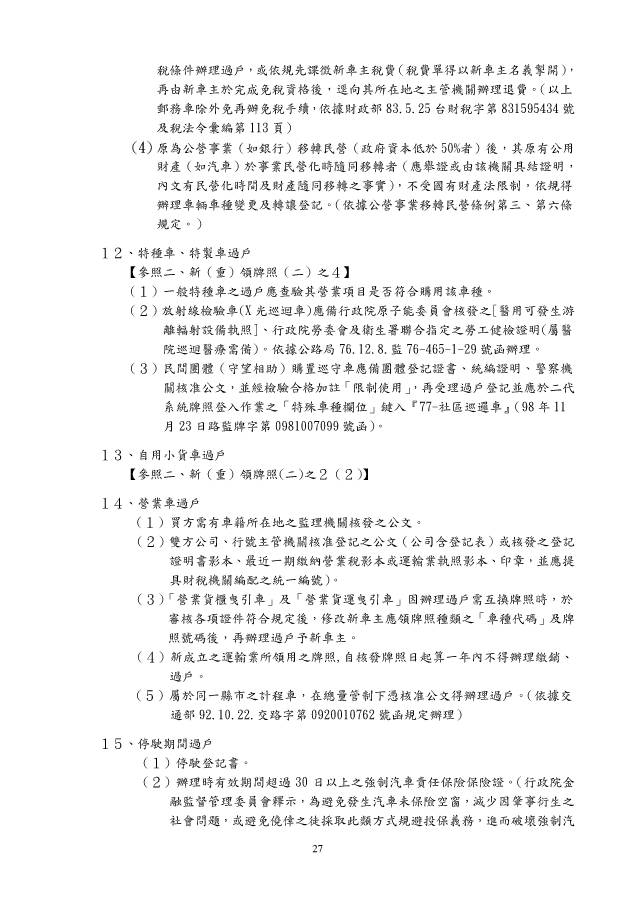 稅條件辦理過戶，或依規先課徵新車主稅費（稅費單得以新車主名義掣開），
再由新車主於完成免稅資格後，逕向其所在地之主管機關辦理退費。（以上
郵務車除外免再辦免稅手續，依據財政部 83.5.25 台財稅字第 831595434 號
及稅法令彙編第 113 頁）
(4)原為公營事業（如銀行）移轉民營（政府資本低於 50%者）後，其原有公用
財產（如汽車）於事業民營化時隨同移轉者（應舉證或由該機關具結證明，
內文有民營化時間及財產隨同移轉之事實），不受國有財產法限制，依規得
辦理車輛車種變更及轉讓登記。（依據公營事業移轉民營條例第三、第六條
規定。）
１２、特種車、特製車過戶
【參照二、新（重）領牌照（二）之４】
（１）一般特種車之過戶應查驗其營業項目是否符合購用該車種。
（２）放射線檢驗車(X 光巡迴車)應備行政院原子能委員會核發之[醫用可發生游
離輻射設備執照]、行政院勞委會及衛生署聯合指定之勞工健檢證明(屬醫
院巡迴醫療需備)。依據公路局 76.12.8.監 76-465-1-29 號函辦理。
（３）民間團體（守望相助）購置巡守車應備團體登記證書、統編證明、警察機
關核准公文，並經檢驗合格加註「限制使用」，再受理過戶登記並應於二代
系統牌照登入作業之「特殊車種欄位」鍵入『77-社區巡邏車』(98 年 11
月 23 日路監牌字第 0981007099 號函)。
１３、自用小貨車過戶
【參照二、新（重）領牌照(二)之２（２)】
１４、營業車過戶
（１）買方需有車籍所在地之監理機關核發之公文。
（２）雙方公司、行號主管機關核准登記之公文（公司含登記表）或核發之登記
證明書影本、最近一期繳納營業稅影本或運輸業執照影本、印章，並應提
具財稅機關編配之統一編號)。
（３）「營業貨櫃曳引車」及「營業貨運曳引車」因辦理過戶需互換牌照時，於
審核各項證件符合規定後，修改新車主應領牌照種類之「車種代碼」及牌
照號碼後，再辦理過戶予新車主。
（４）新成立之運輸業所領用之牌照,自核發牌照日起算一年內不得辦理繳銷、
過戶。
（５）屬於同一縣市之計程車，在總量管制下憑核准公文得辦理過戶。（依據交
通部 92.10.22.交路字第 0920010762 號函規定辦理）
１５、停駛期間過戶
（１）停駛登記書。
（２）辦理時有效期間超過 30 日以上之強制汽車責任保險保險證。（行政院金
融監督管理委員會釋示，為避免發生汽車未保險空窗，減少因肇事衍生之
社會問題，或避免僥倖之徒採取此類方式規避投保義務，進而破壞強制汽
27